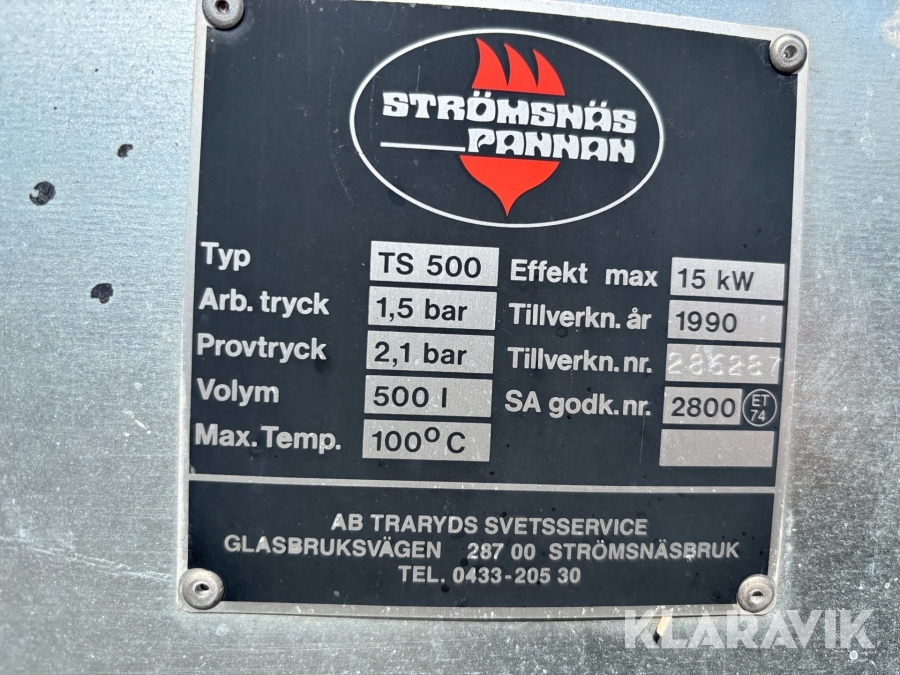 STRÖMSNÄS
PANNAN
Typ TS 500
Arb. tryck 1,5 bar
Provtryck 2,1 bar
Volym 500 l
Max. Temp. 100° C
Effekt max 15 kW
Tillverkn. år 1990
Tillverkn. nr. 286287
SA godk. nr. 2800 ET 74
AB TRARYDS SVETSSERVICE
GLASBRUKSVÄGEN 287 00 STRÖMSNÄSBRUK
TEL. 0433-205 30
KLARAVIK